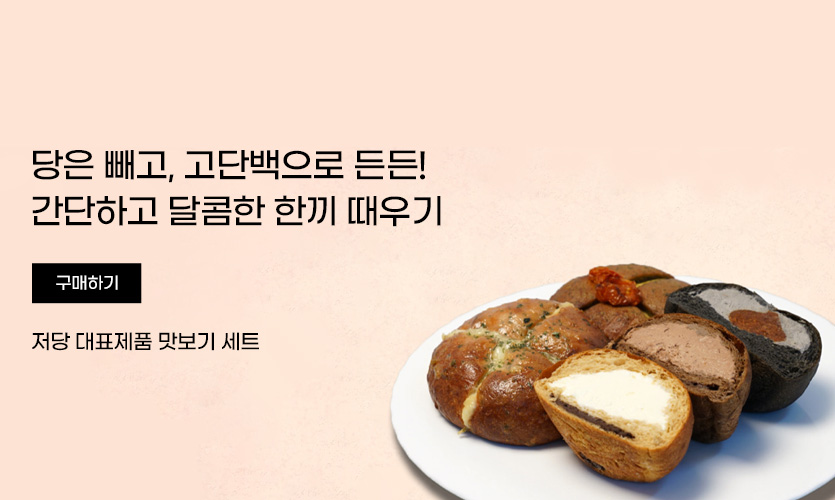 당은 빼고, 고단백으로 든든!
간단하고 달콤한 한끼 때우기
구매하기
저당 대표제품 맛보기 세트